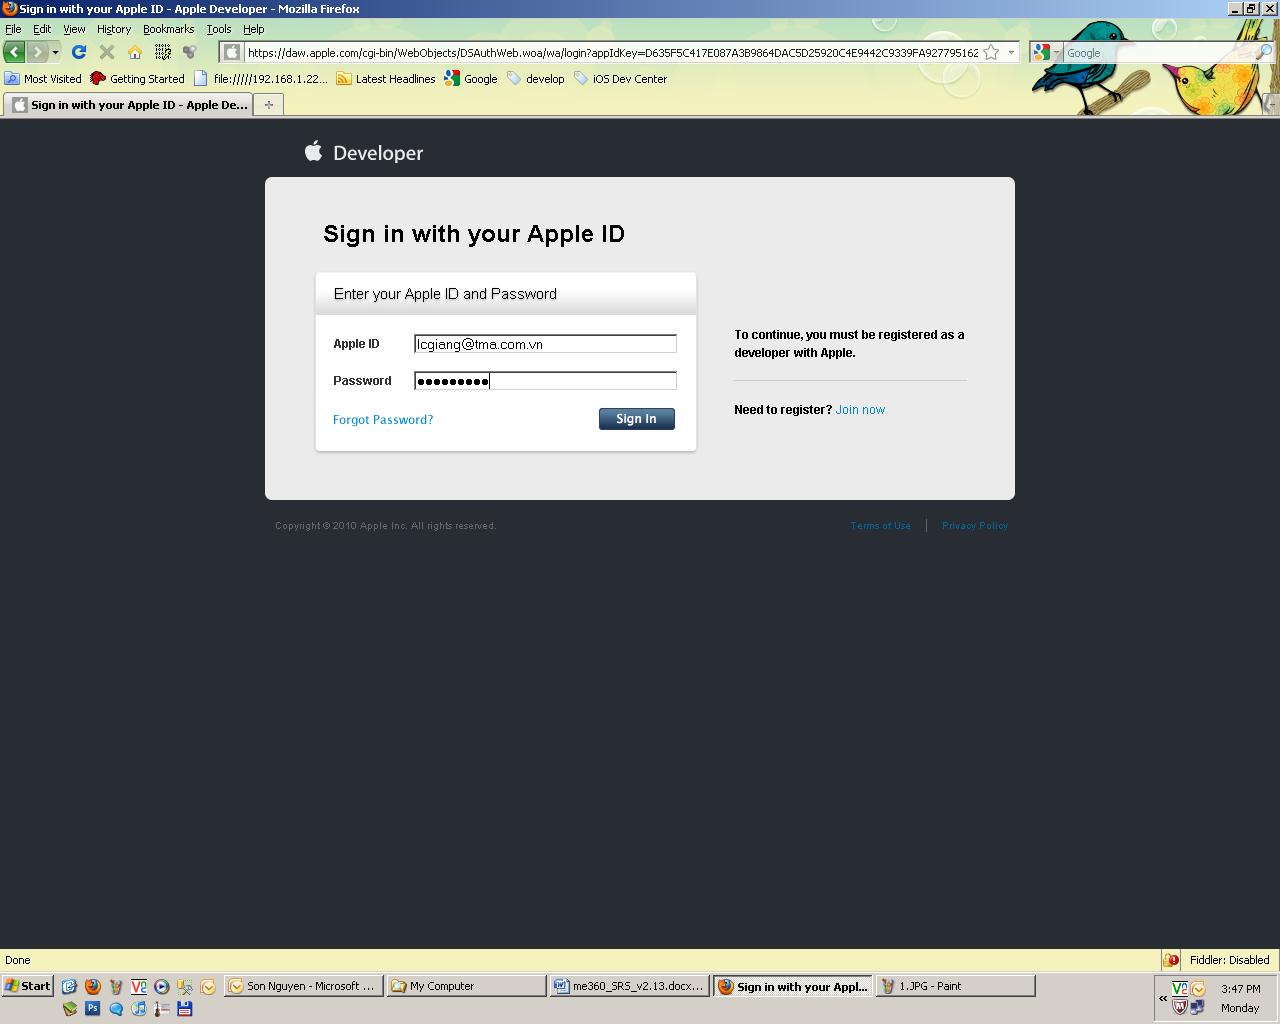 Sign in with your Apple ID - Apple Developer - Mozilla Firefox
File Edit View History Bookmarks Tools Help
https://daw.apple.com/cgi-bin/WebObjects/DSAuthWeb.woa/wa/login?appIdKey=D635F5C417E087A3B9864DAC5D25920C4E9442C9339FA927795162
Google
Most Visited Getting Started file://///192.168.1.22... Latest Headlines Google develop iOS Dev Center
Sign in with your Apple ID - Apple De...
Developer
Sign in with your Apple ID
Enter your Apple ID and Password
Apple ID lcgiang@tma.com.vn
Password •••••••••
Forgot Password? Sign In
To continue, you must be registered as a
developer with Apple.
Need to register? Join now
Copyright © 2010 Apple Inc. All rights reserved. Terms of Use | Privacy Policy
Done Fiddler: Disabled
Start Son Nguyen - Microsoft ... My Computer me360_SRS_v2.13.docx... Sign in with your Appl... 1.JPG - Paint
3:47 PM
Monday